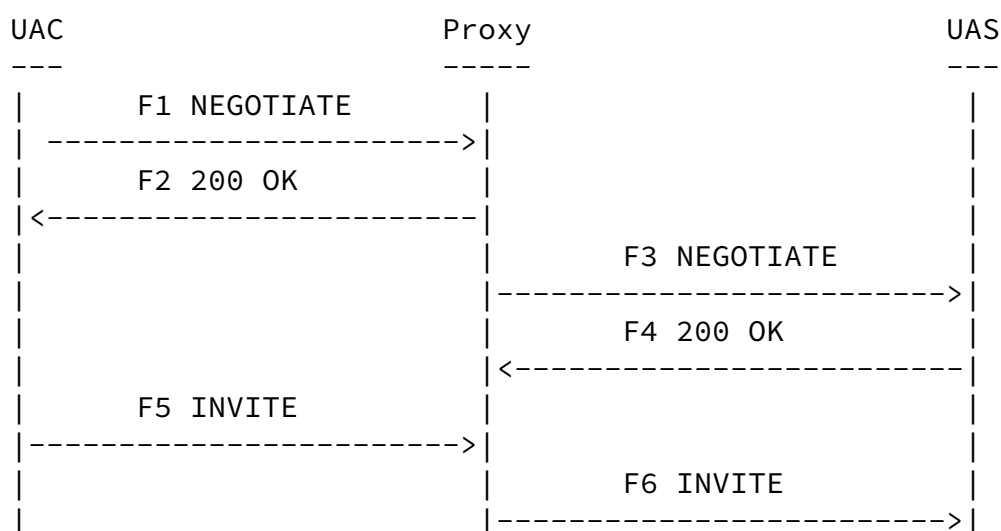 UAC Proxy UAS
--- ----- ---
| F1 NEGOTIATE | |
| ----------------------->| |
| F2 200 OK | |
|<------------------------| |
| | F3 NEGOTIATE |
| |------------------------->|
| | F4 200 OK |
| |<-------------------------|
| F5 INVITE | |
|------------------------>| |
| | F6 INVITE |
| |------------------------->|